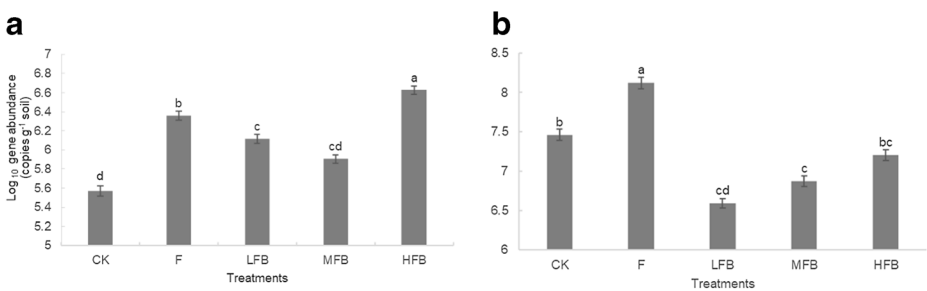 a
Log10 gene abundance
(copies g-1 soil)
7
6.8
6.6
6.4
6.2
6
5.8
5.6
5.4
5.2
5
d
b
c
cd
a
CK F LFB MFB HFB
Treatments
b
8.5
8
7.5
7
6.5
6
b
a
cd
c
bc
CK F LFB MFB HFB
Treatments